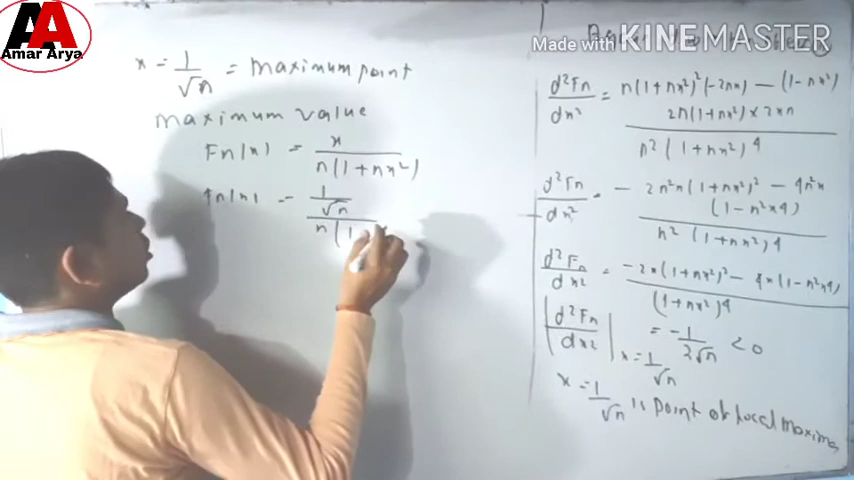 AA
Amar Arya
Made with KINEMASTER
x = 1/√n = maximum point
maximum value
Fn(x) = x / n(1+nx²)
fn(x) = 1/√n / n(1
d²Fn/dx² = n(1+nx²)²(-2nx) - (1-nx²) 2n(1+nx²)×2xn / n²(1+nx²)⁴
d²Fn/dx² = - 2n²x(1+nx²)² - 4n²x (1-n²x⁴) / n²(1+nx²)⁴
d²Fn/dx² = -2x(1+nx²)² - 4x(1-n²x⁴) / (1+nx²)⁴
|d²Fn/dx²| x=1/√n = -1/2√n < 0
x = 1/√n is point of local maxima